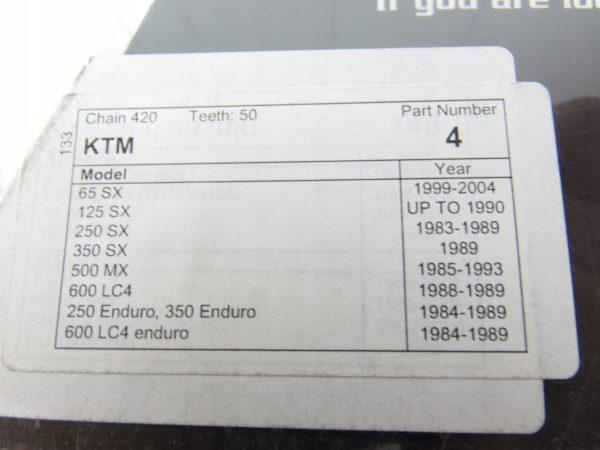 If you are
Chain 420 Teeth: 50 Part Number
133
KTM 4
Model Year
65 SX 1999-2004
125 SX UP TO 1990
250 SX 1983-1989
350 SX 1989
500 MX 1985-1993
600 LC4 1988-1989
250 Enduro, 350 Enduro 1984-1989
600 LC4 enduro 1984-1989